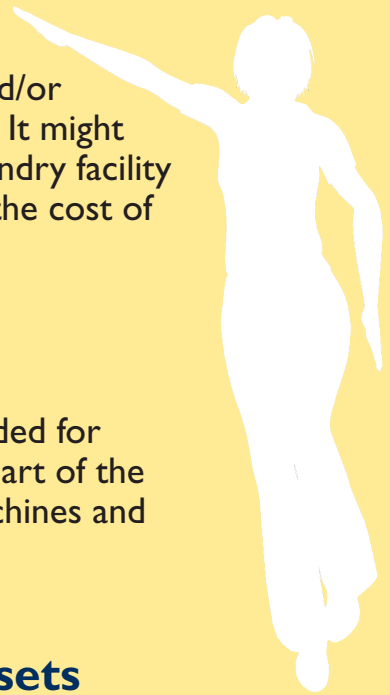 d/or
It might
ndry facility
the cost of
ded for
art of the
chines and
sets